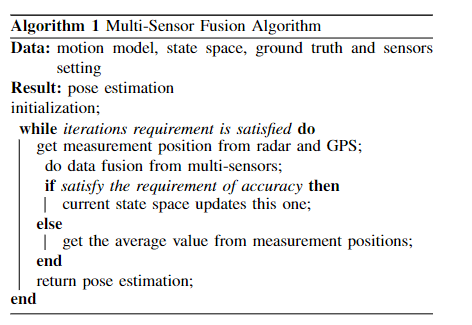 Algorithm 1 Multi-Sensor Fusion Algorithm
Data: motion model, state space, ground truth and sensors
setting
Result: pose estimation
initialization;
while iterations requirement is satisfied do
get measurement position from radar and GPS;
do data fusion from multi-sensors;
if satisfy the requirement of accuracy then
current state space updates this one;
else
get the average value from measurement positions;
end
return pose estimation;
end